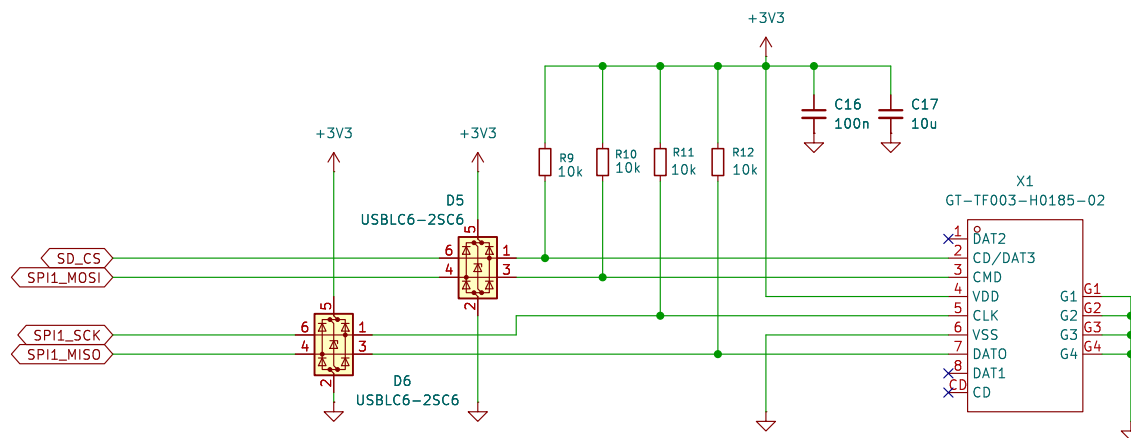 +3V3
C16
100n
C17
10u
+3V3
+3V3
R9
10k
R10
10k
R11
10k
R12
10k
X1
GT-TF003-H0185-02
D5
USBLC6-2SC6
5
6
1
4
3
2
SD_CS
SPI1_MOSI
1
DAT2
2
CD/DAT3
3
CMD
4
VDD
G1
G1
5
CLK
G2
G2
6
VSS
G3
G3
7
DAT0
G4
G4
8
DAT1
CD
CD
5
6
1
4
3
2
SPI1_SCK
SPI1_MISO
D6
USBLC6-2SC6